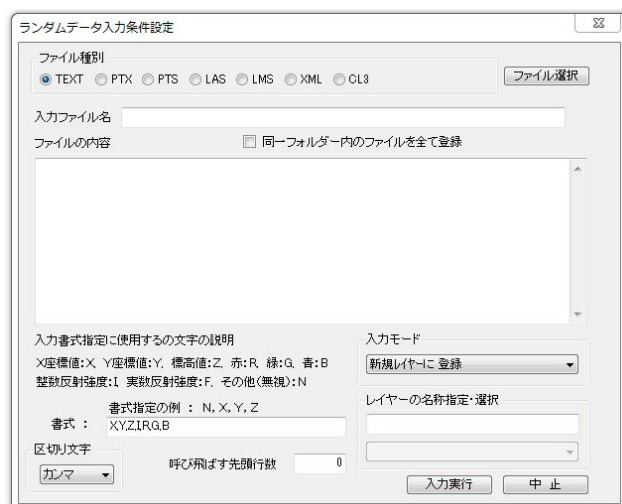 ランダムデータ入力条件設定
ファイル種別
TEXT PTX PTS LAS LMS XML CL3
ファイル選択
入力ファイル名
ファイルの内容 同一フォルダー内のファイルを全て登録
入力書式指定に使用するの文字の説明
X座標値:X, Y座標値:Y, 標高値:Z, 赤:R, 緑:G, 青:B
整数反射強度:I 実数反射強度:F, その他(無視):N
書式指定の例 : N, X, Y, Z
書式 : X,Y,Z,I,R,G,B
区切り文字
カンマ
呼び飛ばす先頭行数 0
入力モード
新規レイヤーに 登録
レイヤーの名称指定・選択
入力実行 中 止